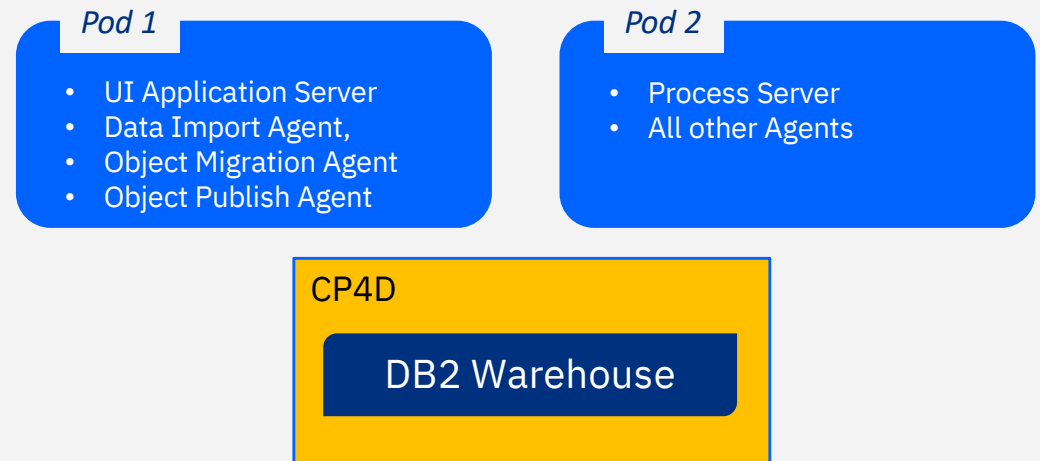 Pod 1
• UI Application Server
• Data Import Agent,
• Object Migration Agent
• Object Publish Agent
Pod 2
• Process Server
• All other Agents
CP4D
DB2 Warehouse